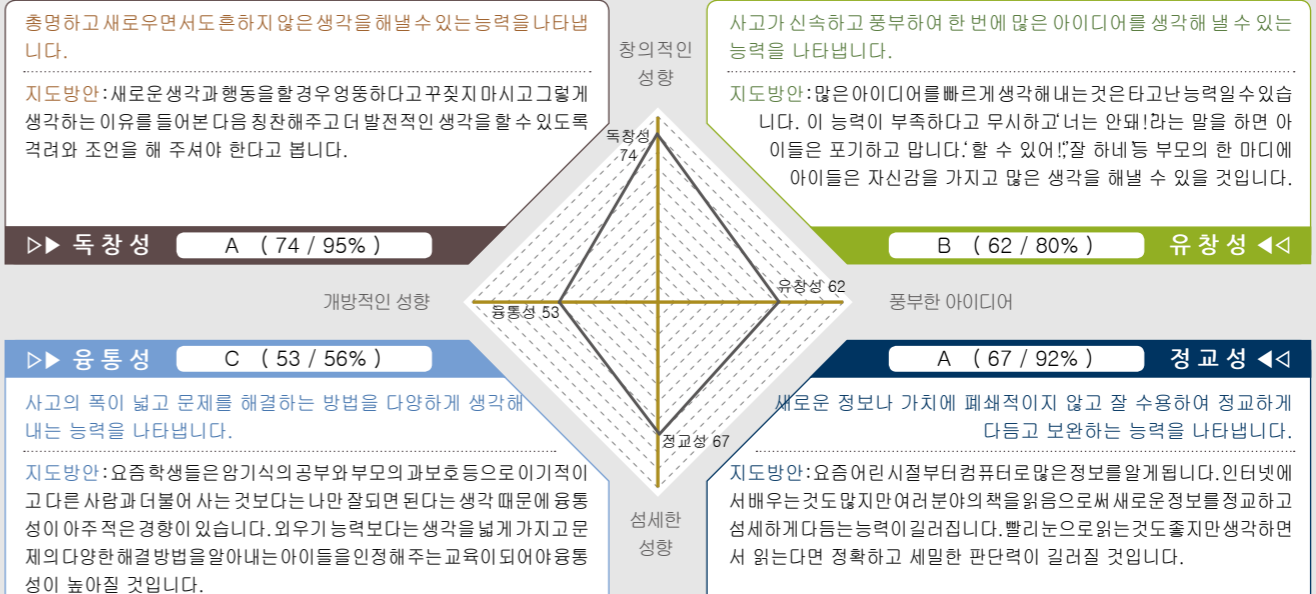 총명하고 새로우면서도 흔하지 않은 생각을 해낼 수 있는 능력을 나타냅
니다.
지도방안 : 새로운 생각과 행동을 할 경우 엉뚱하다고 꾸짖지 마시고 그렇게
생각하는 이유를 들어본 다음 칭찬해주고 더 발전적인 생각을 할 수 있도록
격려와 조언을 해 주셔야 한다고 봅니다.
▷▶ 독창성 A ( 74 / 95% )
창의적인
성향
사고가 신속하고 풍부하여 한 번에 많은 아이디어를 생각해 낼 수 있는
능력을 나타냅니다.
지도방안 : 많은 아이디어를 빠르게 생각해 내는 것은 타고난 능력일 수 있습
니다. 이 능력이 부족하다고 무시하고 '너는 안돼!'라는 말을 하면 아
이들은 포기하고 맙니다. '할 수 있어!', '잘 하네' 등 부모의 한 마디에
아이들은 자신감을 가지고 많은 생각을 해낼 수 있을 것입니다.
B ( 62 / 80% ) 유창성 ◀◁
독창성
74
유창성 62
융통성 53
정교성 67
개방적인 성향
풍부한 아이디어
▷▶ 융통성 C ( 53 / 56% )
사고의 폭이 넓고 문제를 해결하는 방법을 다양하게 생각해
내는 능력을 나타냅니다.
지도방안 : 요즘 학생들은 암기식의 공부와 부모의 과보호 등으로 이기적이
고 다른 사람과 더불어 사는 것보다는 나만 잘되면 된다는 생각 때문에 융통
성이 아주 적은 경향이 있습니다. 외우기 능력보다는 생각을 넓게 가지고 문
제의 다양한 해결 방법을 알아내는 아이들을 인정해 주는 교육이 되어야 융통
성이 높아질 것입니다.
섬세한
성향
A ( 67 / 92% ) 정교성 ◀◁
새로운 정보나 가치에 폐쇄적이지 않고 잘 수용하여 정교하게
다듬고 보완하는 능력을 나타냅니다.
지도방안 : 요즘 어린 시절부터 컴퓨터로 많은 정보를 알게 됩니다. 인터넷에
서 배우는 것도 많지만 여러 분야의 책을 읽음으로써 새로운 정보를 정교하고
섬세하게 다듬는 능력이 길러집니다. 빨리 눈으로 읽는 것도 좋지만 생각하면
서 읽는다면 정확하고 세밀한 판단력이 길러질 것입니다.